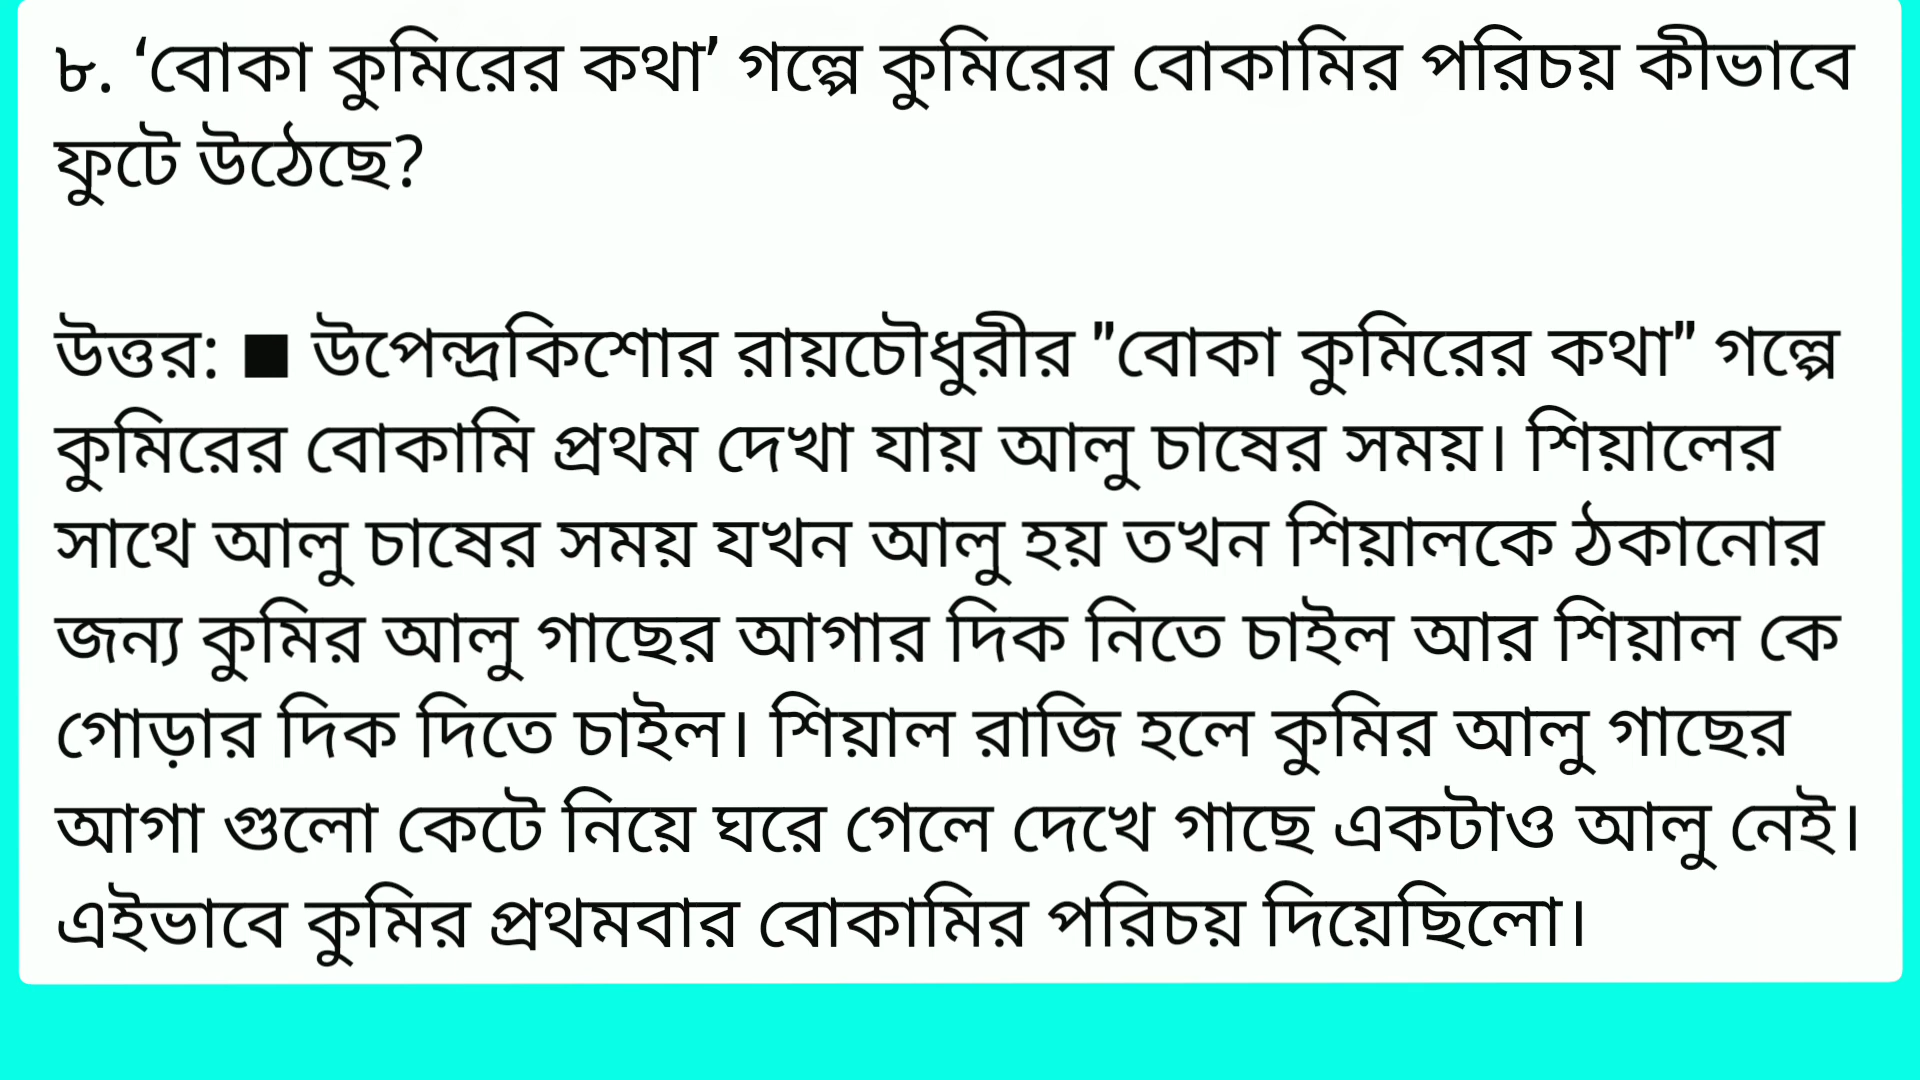 ৮. ‘বোকা কুমিরের কথা’ গল্পে কুমিরের বোকামির পরিচয় কীভাবে
ফুটে উঠেছে?
উত্তর: ■ উপেন্দ্রকিশোর রায়চৌধুরীর "বোকা কুমিরের কথা" গল্পে
কুমিরের বোকামি প্রথম দেখা যায় আলু চাষের সময়। শিয়ালের
সাথে আলু চাষের সময় যখন আলু হয় তখন শিয়ালকে ঠকানোর
জন্য কুমির আলু গাছের আগার দিক নিতে চাইল আর শিয়াল কে
গোড়ার দিক দিতে চাইল। শিয়াল রাজি হলে কুমির আলু গাছের
আগা গুলো কেটে নিয়ে ঘরে গেলে দেখে গাছে একটাও আলু নেই।
এইভাবে কুমির প্রথমবার বোকামির পরিচয় দিয়েছিলো।